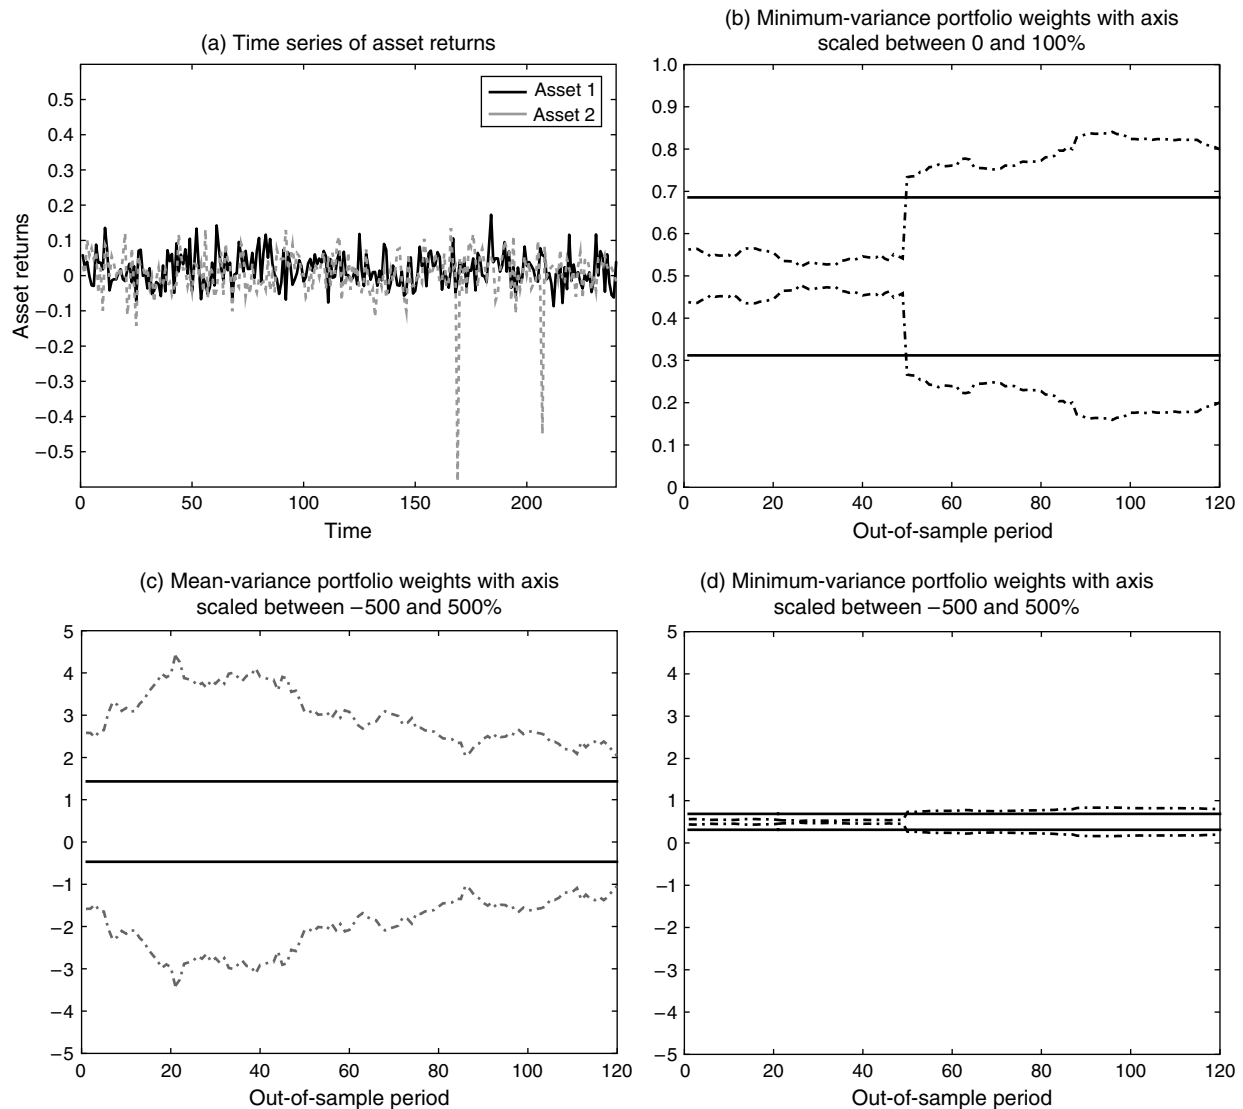 (a) Time series of asset returns
0.5
0.4
0.3
0.2
0.1
0
−0.1
−0.2
−0.3
−0.4
−0.5
Asset returns
Asset 1
Asset 2
0 50 100 150 200
Time
(b) Minimum-variance portfolio weights with axis
scaled between 0 and 100%
1.0
0.9
0.8
0.7
0.6
0.5
0.4
0.3
0.2
0.1
0
0 20 40 60 80 100 120
Out-of-sample period
(c) Mean-variance portfolio weights with axis
scaled between −500 and 500%
5
4
3
2
1
0
−1
−2
−3
−4
−5
0 20 40 60 80 100 120
Out-of-sample period
(d) Minimum-variance portfolio weights with axis
scaled between −500 and 500%
5
4
3
2
1
0
−1
−2
−3
−4
−5
0 20 40 60 80 100 120
Out-of-sample period